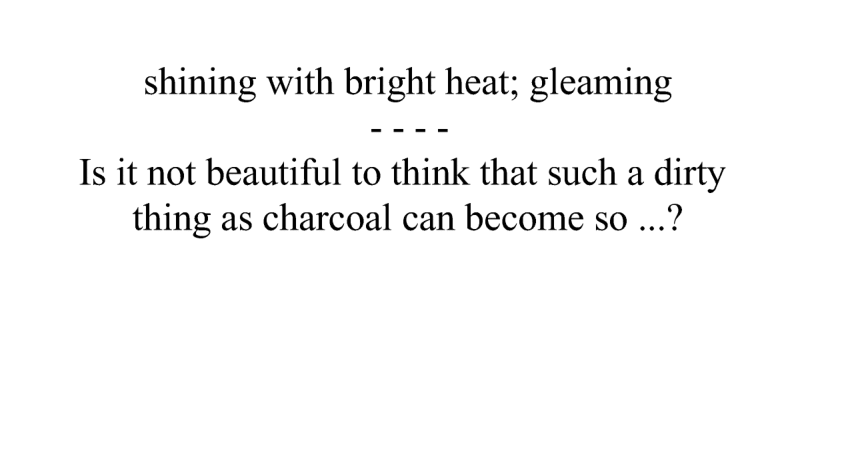 shining with bright heat; gleaming
- - - -
Is it not beautiful to think that such a dirty
thing as charcoal can become so ...?